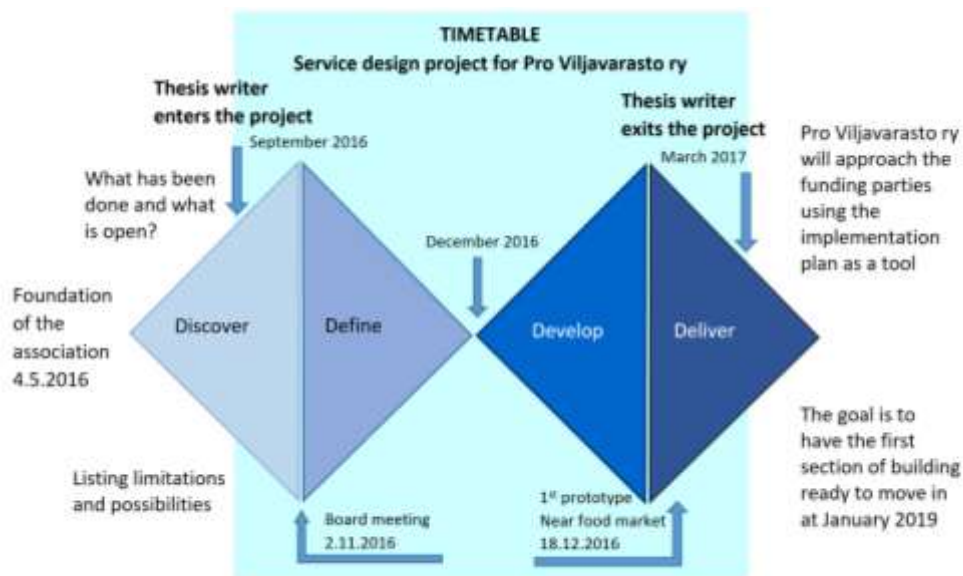 TIMETABLE
Service design project for Pro Viljavarasto ry
Thesis writer
enters the project
September 2016
Thesis writer
exits the project
March 2017
What has been
done and what
is open?
December 2016
Pro Viljavarasto ry
will approach the
funding parties
using the
implementation
plan as a tool
Foundation
of the
association
4.5.2016
Discover
Define
Develop
Deliver
Listing limitations
and possibilities
Board meeting
2.11.2016
1st prototype
Near food market
18.12.2016
The goal is to
have the first
section of building
ready to move in
at January 2019